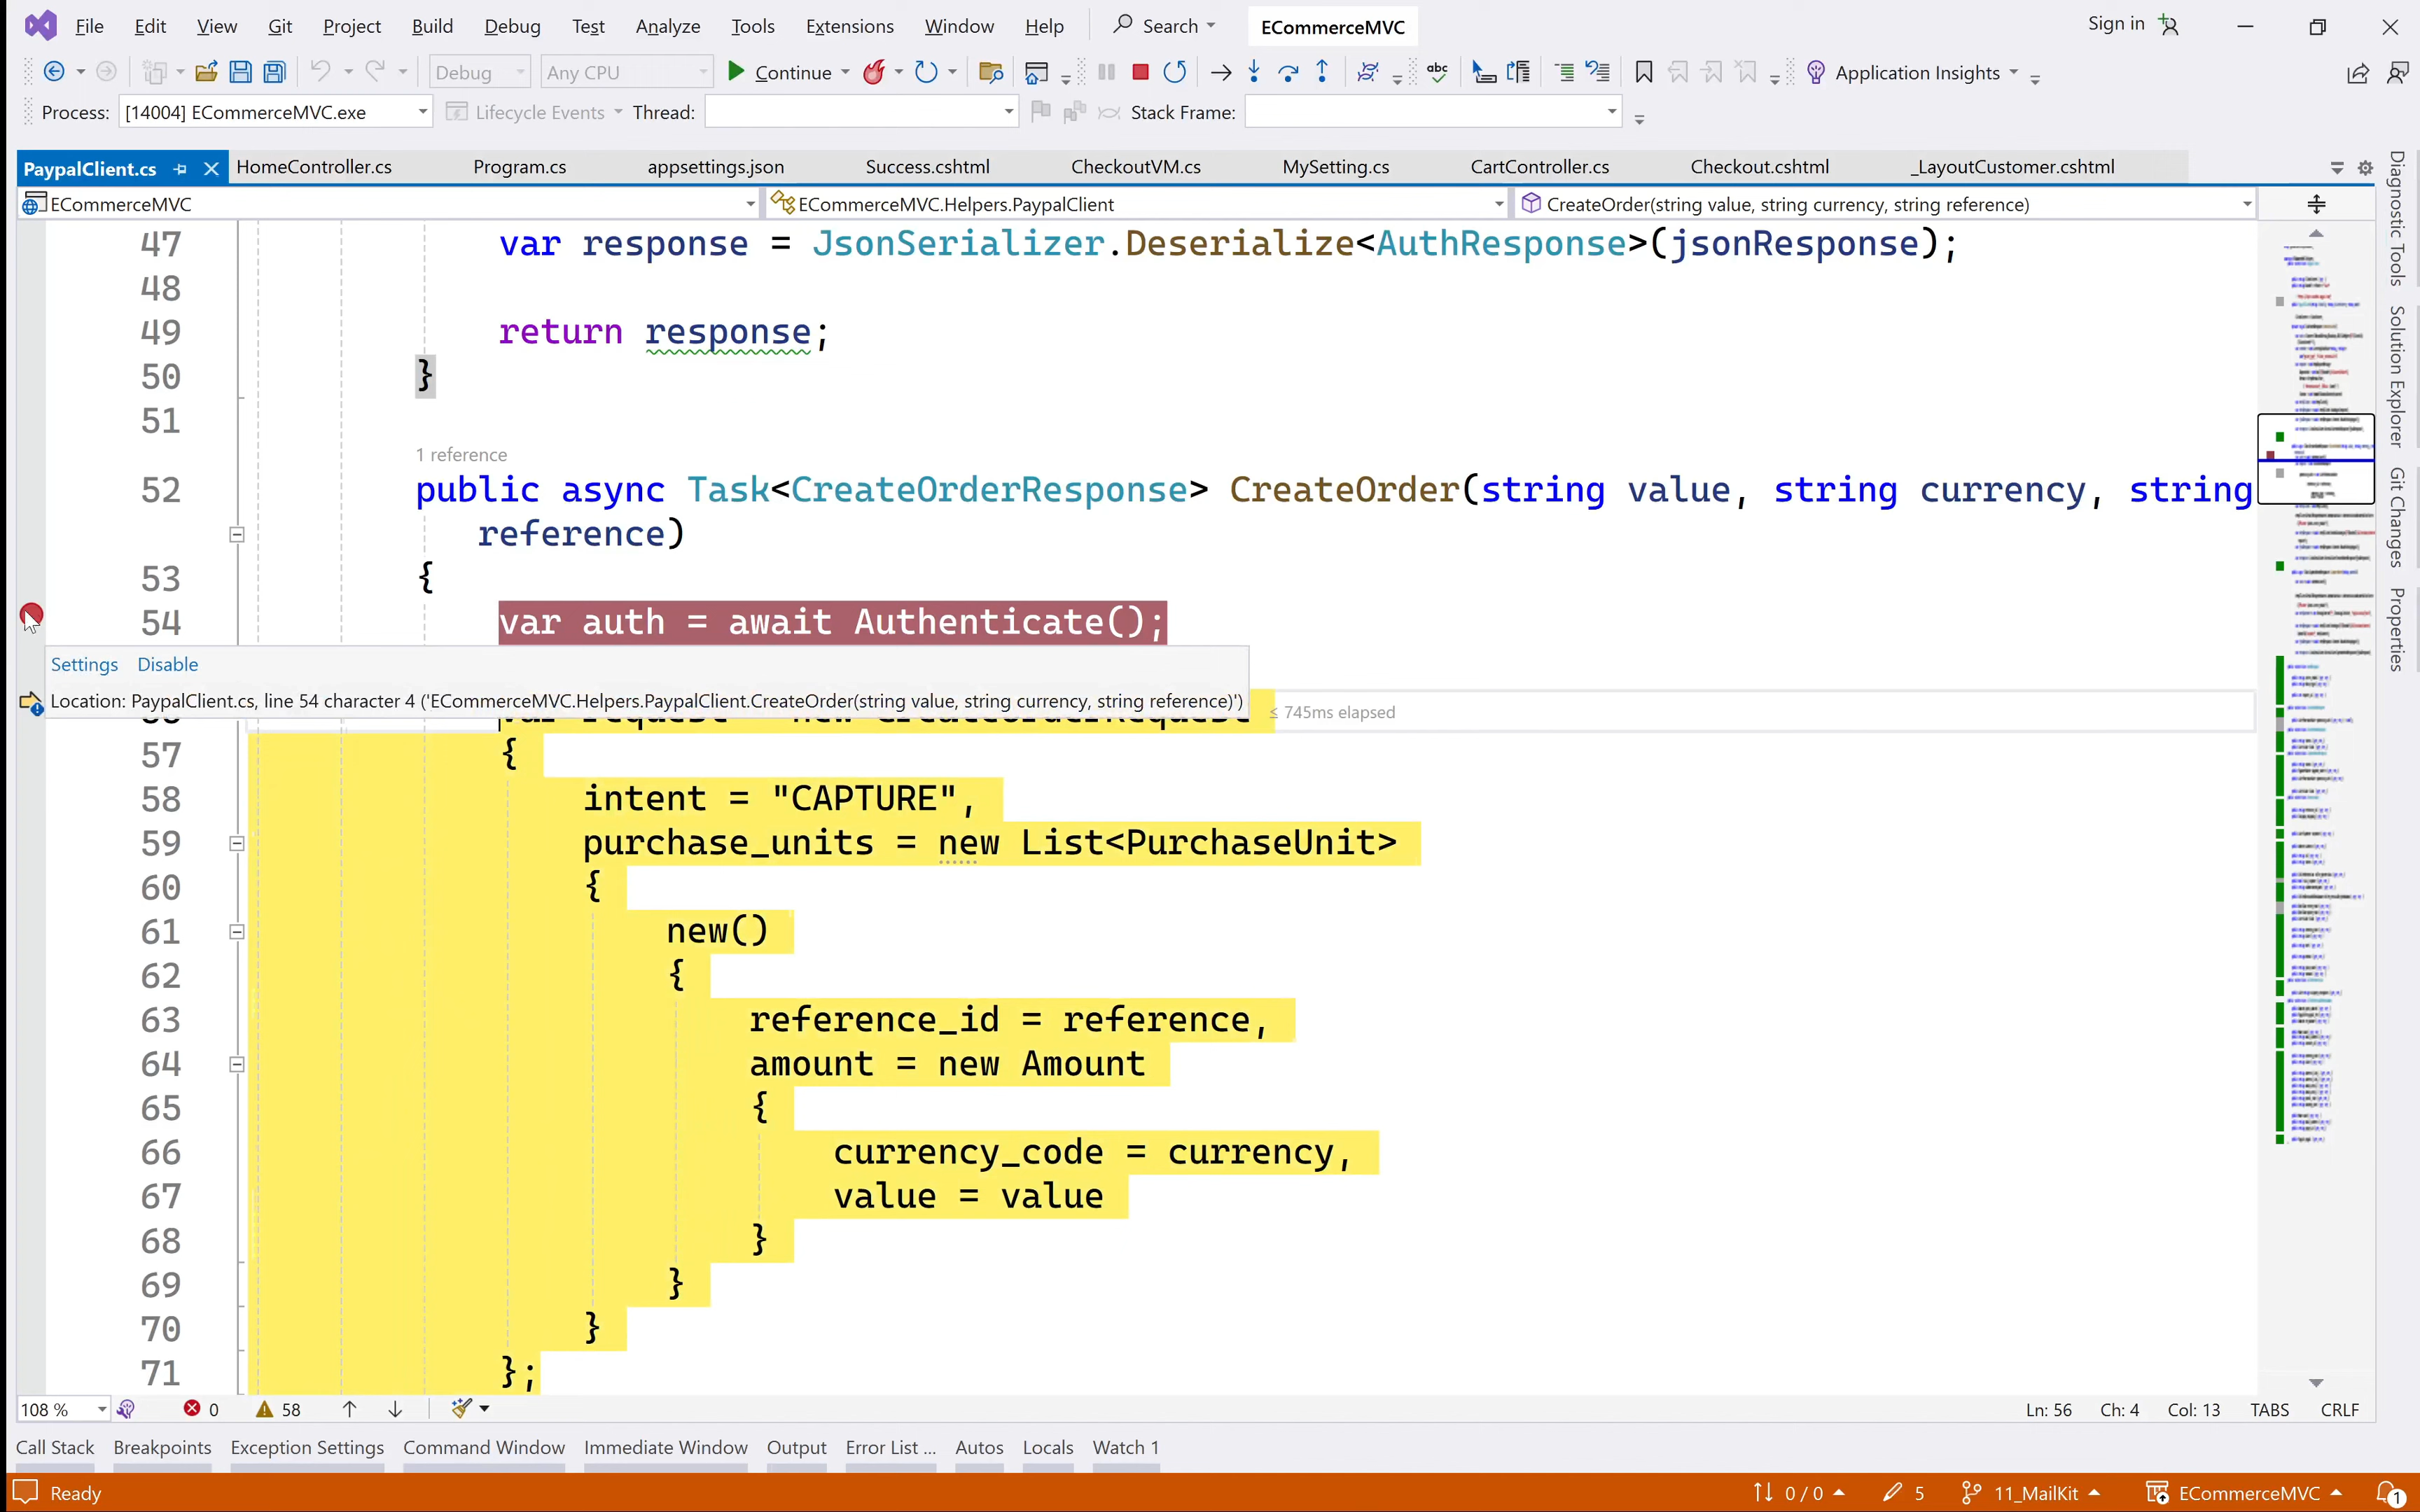 File Edit View Git Project Build Debug Test Analyze Tools Extensions Window Help Search ECommerceMVC Sign in
Debug Any CPU Continue Application Insights
Process: [14004] ECommerceMVC.exe Lifecycle Events Thread: Stack Frame:
PaypalClient.cs HomeController.cs Program.cs appsettings.json Success.cshtml CheckoutVM.cs MySetting.cs CartController.cs Checkout.cshtml _LayoutCustomer.cshtml
ECommerceMVC ECommerceMVC.Helpers.PaypalClient CreateOrder(string value, string currency, string reference)
47 var response = JsonSerializer.Deserialize<AuthResponse>(jsonResponse);
48
49 return response;
50 }
51
1 reference
52 public async Task<CreateOrderResponse> CreateOrder(string value, string currency, string
reference)
53 {
54 var auth = await Authenticate();
Settings Disable
Location: PaypalClient.cs, line 54 character 4 ('ECommerceMVC.Helpers.PaypalClient.CreateOrder(string value, string currency, string reference)')
var request = new CreateOrderRequest ≤ 745ms elapsed
57 {
58 intent = "CAPTURE",
59 purchase_units = new List<PurchaseUnit>
60 {
61 new()
62 {
63 reference_id = reference,
64 amount = new Amount
65 {
66 currency_code = currency,
67 value = value
68 }
69 }
70 }
71 };
108 % 0 58 Ln: 56 Ch: 4 Col: 13 TABS CRLF
Call Stack Breakpoints Exception Settings Command Window Immediate Window Output Error List ... Autos Locals Watch 1
Ready 0 / 0 5 11_MailKit ECommerceMVC 1
Diagnostic Tools
Solution Explorer
Git Changes
Properties